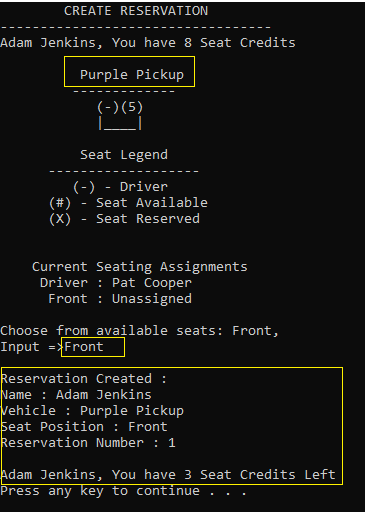 CREATE RESERVATION
----------------------------------
Adam Jenkins, You have 8 Seat Credits
Purple Pickup
-------------
(-)(5)
|____|
Seat Legend
-------------------
(-) - Driver
(#) - Seat Available
(X) - Seat Reserved
Current Seating Assignments
Driver : Pat Cooper
Front : Unassigned
Choose from available seats: Front,
Input =>Front
Reservation Created :
Name : Adam Jenkins
Vehicle : Purple Pickup
Seat Position : Front
Reservation Number : 1
Adam Jenkins, You have 3 Seat Credits Left
Press any key to continue . . .